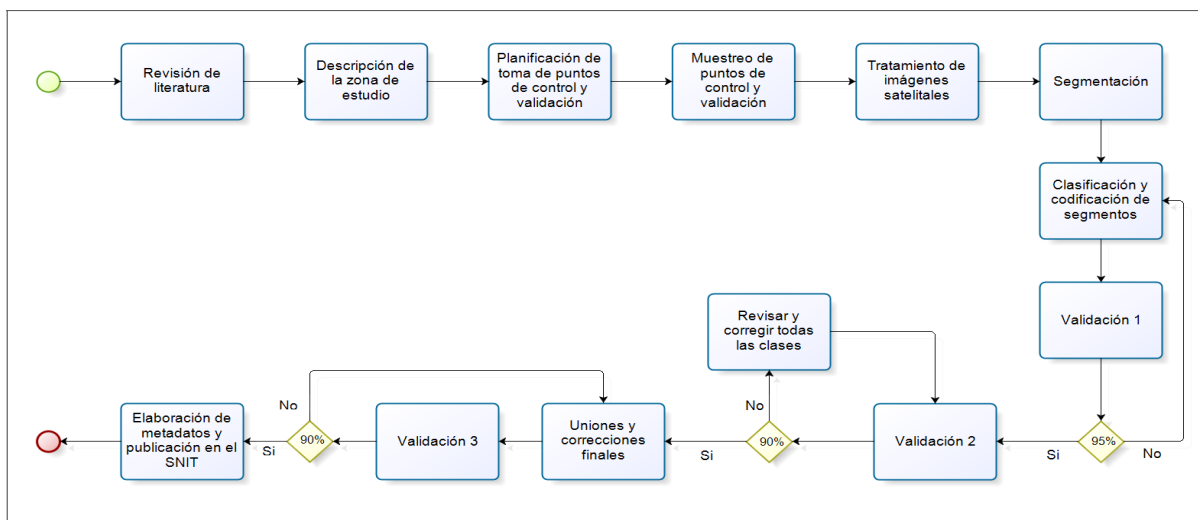 Revisión de
literatura
Descripción de
la zona de
estudio
Planificación de
toma de puntos
de control y
validación
Muestreo de
puntos de
control y
validación
Tratamiento de
imágenes
satelitales
Segmentación
Clasificación y
codificación de
segmentos
Validación 1
95%
No
Si
Validación 2
Revisar y
corregir todas
las clases
No
90%
Si
Uniones y
correcciones
finales
Validación 3
No
90%
Si
Elaboración de
metadatos y
publicación en el
SNIT